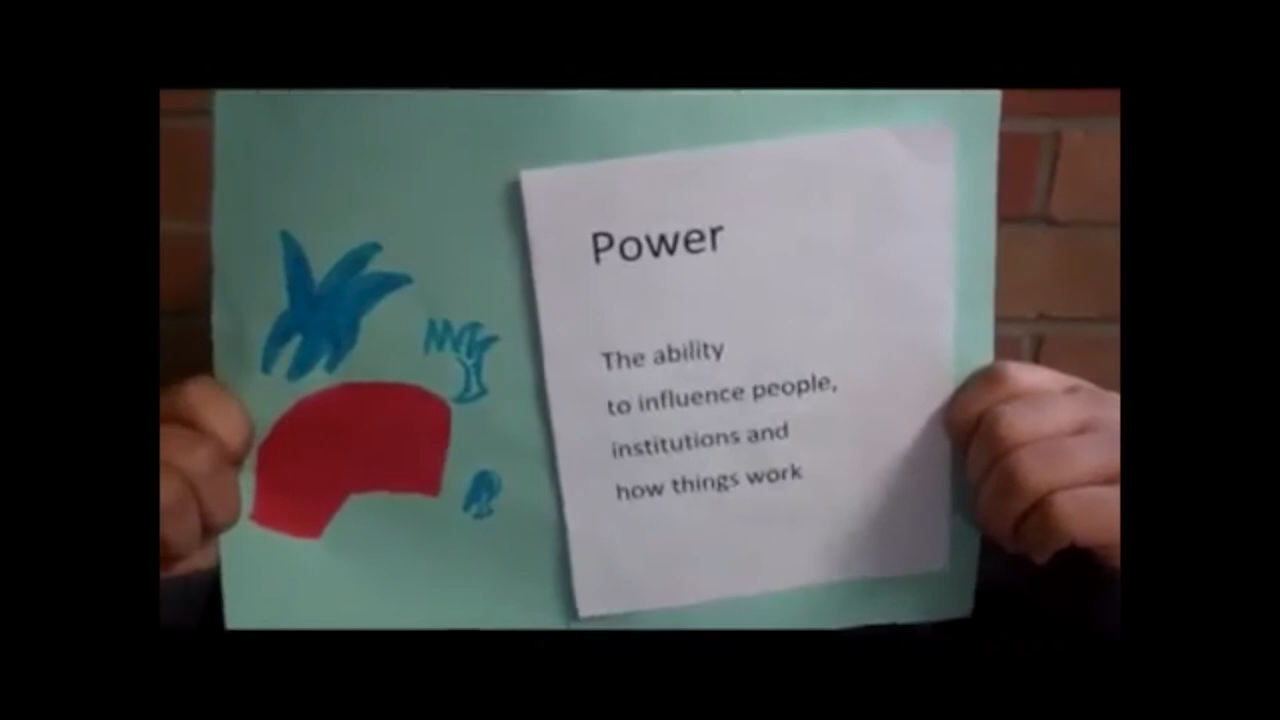 Power
The ability
to influence people,
institutions and
how things work